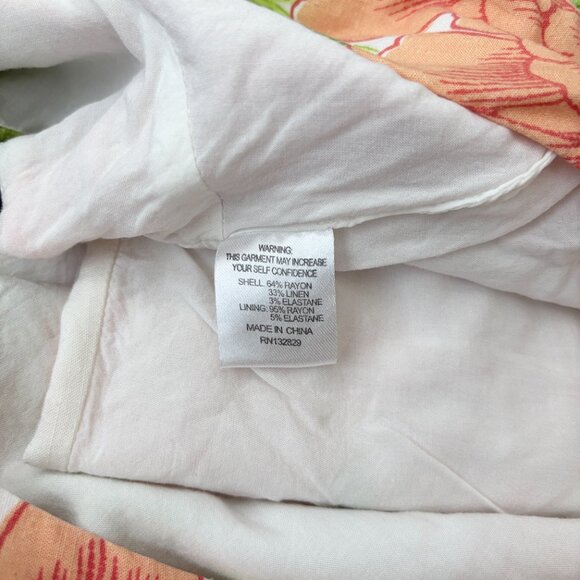 WARNING:
THIS GARMENT MAY INCREASE
YOUR SELF CONFIDENCE
SHELL: 64% RAYON
33% LINEN
3% ELASTANE
LINING: 95% RAYON
5% ELASTANE
MADE IN CHINA
RN132829